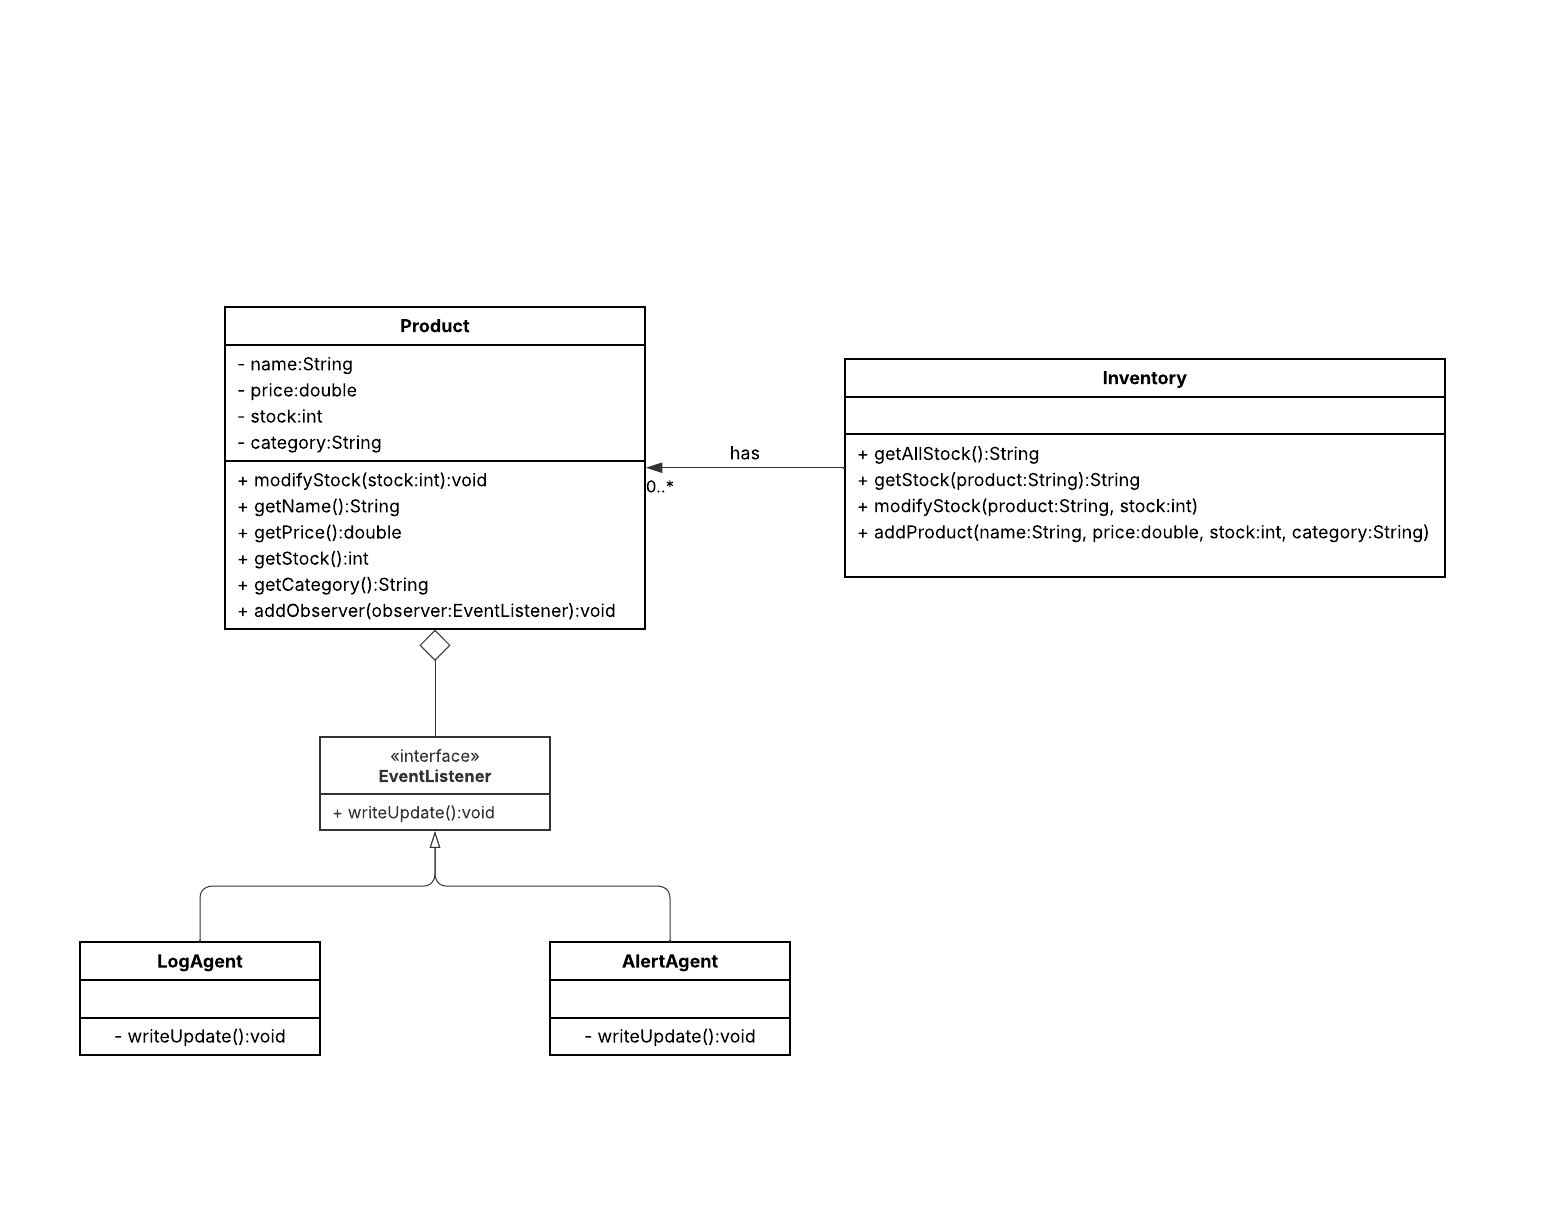 Product
- name:String
- price:double
- stock:int
- category:String
+ modifyStock(stock:int):void
+ getName():String
+ getPrice():double
+ getStock():int
+ getCategory():String
+ addObserver(observer:EventListener):void
has
0..*
Inventory
+ getAllStock():String
+ getStock(product:String):String
+ modifyStock(product:String, stock:int)
+ addProduct(name:String, price:double, stock:int, category:String)
«interface»
EventListener
+ writeUpdate():void
LogAgent
- writeUpdate():void
AlertAgent
- writeUpdate():void